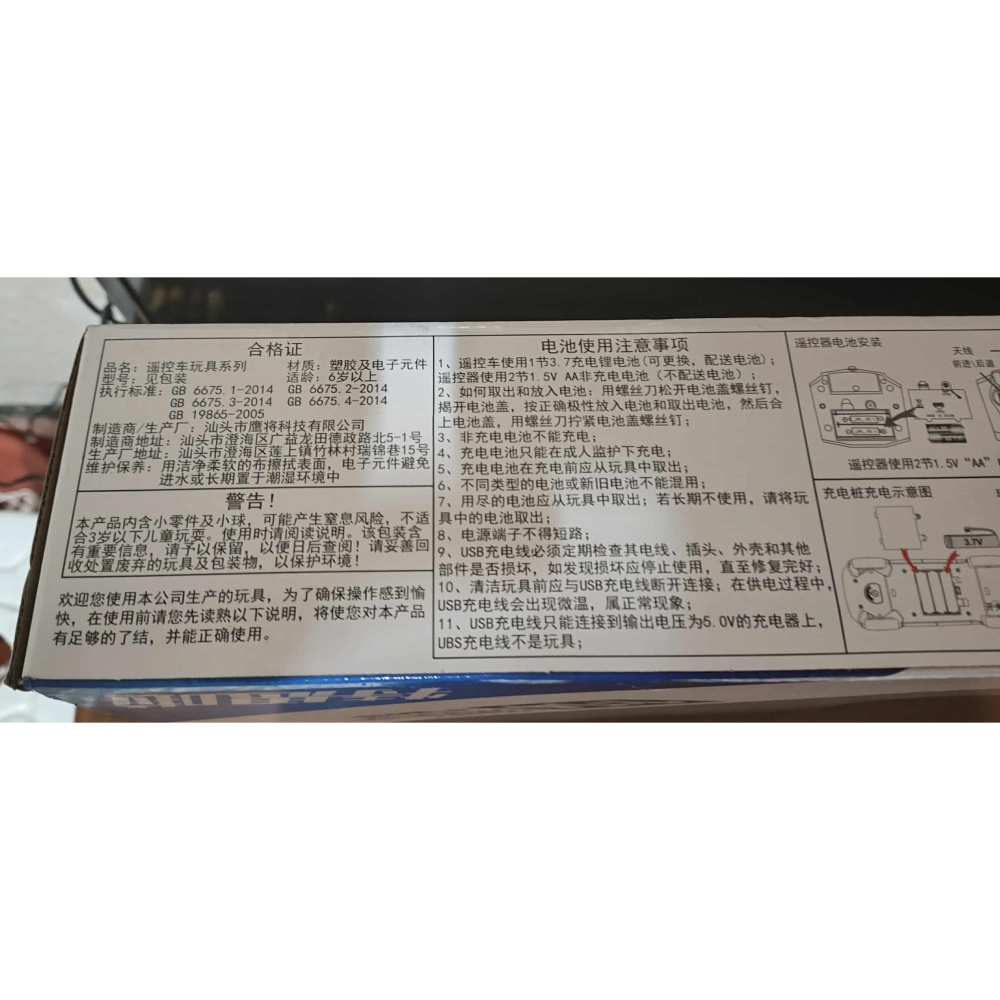 合格证
品名：遥控车玩具系列 材质：塑胶及电子元件
型号：见包装 适龄：6岁以上
执行标准：GB 6675.1-2014 GB 6675.2-2014
GB 6675.3-2014 GB 6675.4-2014
GB 19865-2005
制造商/生产厂：汕头市鹰将科技有限公司
制造商地址：汕头市澄海区广益龙田德政路北5-1号
生产厂地址：汕头市澄海区莲上镇竹林村瑞锦巷15号
维护保养：用洁净柔软的布擦拭表面，电子元件避免
进水或长期置于潮湿环境中
警告！
本产品内含小零件及小球，可能产生窒息风险，不适
合3岁以下儿童玩耍。使用时请阅读说明。该包装含
有重要信息，请予以保留，以便日后查阅！请妥善回
收处置废弃的玩具及包装物，以保护环境！
欢迎您使用本公司生产的玩具，为了确保操作感到愉
快，在使用前请您先读熟以下说明，将使您对本产品
有足够的了结，并能正确使用。
电池使用注意事项
1、遥控车使用1节3.7充电锂电池(可更换，配送电池)；
遥控器使用2节1.5V AA非充电电池（不配送电池）；
2、如何取出和放入电池：用螺丝刀松开电池盖螺丝钉，
揭开电池盖，按正确极性放入电池和取出电池，然后合
上电池盖，用螺丝刀拧紧电池盖螺丝钉；
3、非充电电池不能充电；
4、充电电池只能在成人监护下充电；
5、充电电池在充电前应从玩具中取出；
6、不同类型的电池或新旧电池不能混用；
7、用尽的电池应从玩具中取出；若长期不使用，请将玩
具中的电池取出；
8、电源端子不得短路；
9、USB充电线必须定期检查其电线、插头、外壳和其他
部件是否损坏，如发现损坏应停止使用，直至修复完好；
10、清洁玩具前应与USB充电线断开连接；在供电过程中，
USB充电线会出现微温，属正常现象；
11、USB充电线只能连接到输出电压为5.0V的充电器上，
UBS充电线不是玩具；
遥控器电池安装
天线
前进\后退
遥控器使用2节1.5V“AA”
充电桩充电示意图
3.7V